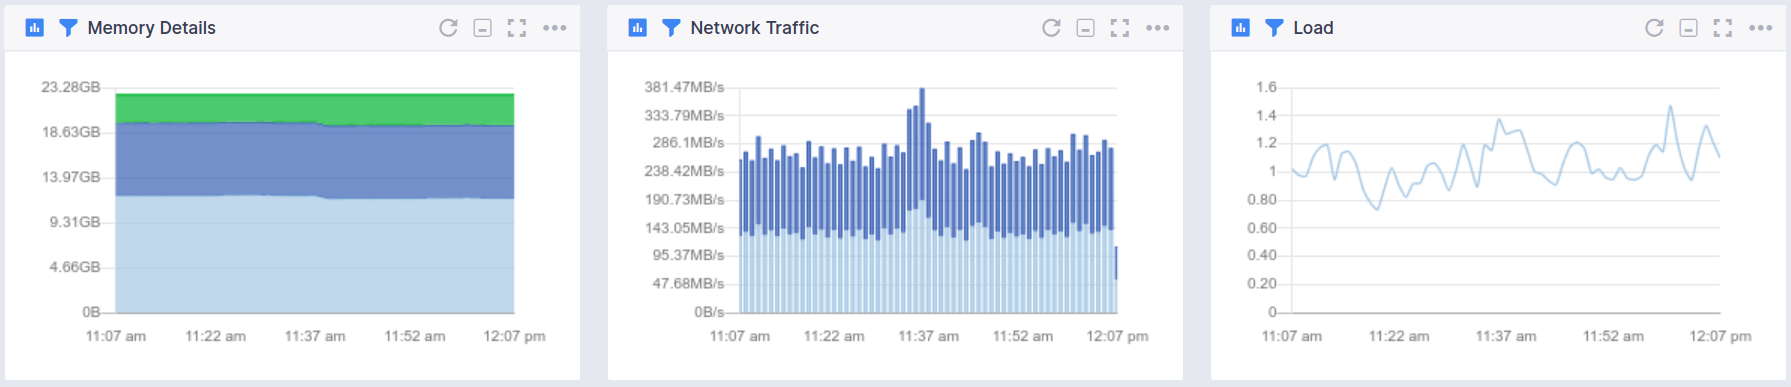 Memory Details
23.28GB
18.63GB
13.97GB
9.31GB
4.66GB
0B
11:07 am 11:22 am 11:37 am 11:52 am 12:07 pm
Network Traffic
381.47MB/s
333.79MB/s
286.1MB/s
238.42MB/s
190.73MB/s
143.05MB/s
95.37MB/s
47.68MB/s
0B/s
11:07 am 11:22 am 11:37 am 11:52 am 12:07 pm
Load
1.6
1.4
1.2
1
0.80
0.60
0.40
0.20
0
11:07 am 11:22 am 11:37 am 11:52 am 12:07 pm